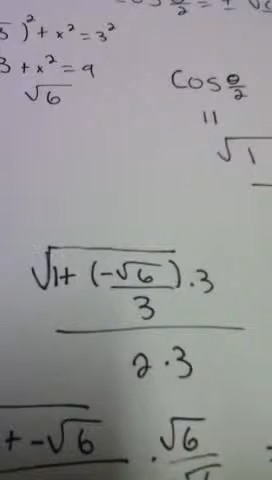 )² + x² = 3²
3 + x² = 9
√6
Cos θ/2
=
√1
√1+ (-√6/3) · 3
2 · 3
+ -√6 · √6